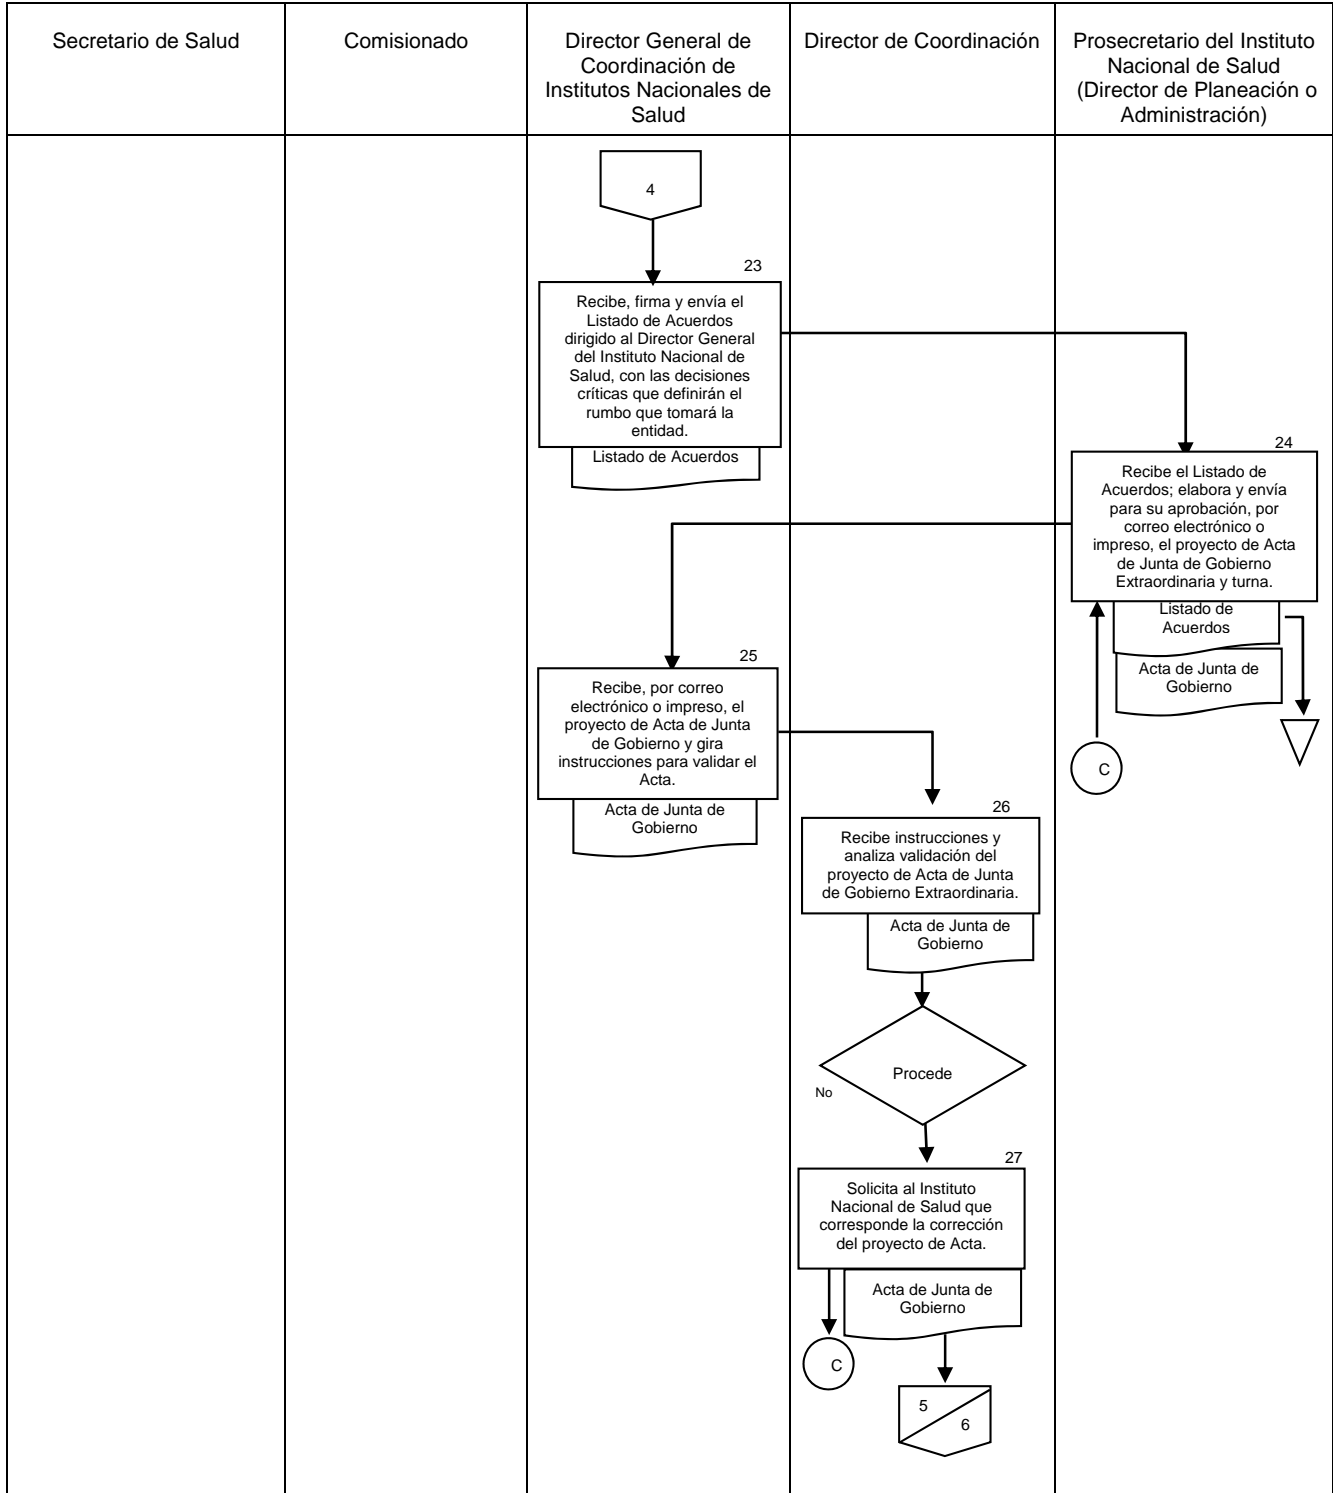 Secretario de Salud
Comisionado
Director General de
Coordinación de
Institutos Nacionales de
Salud
Director de Coordinación
Prosecretario del Instituto
Nacional de Salud
(Director de Planeación o
Administración)
4
23
Recibe, firma y envía el
Listado de Acuerdos
dirigido al Director General
del Instituto Nacional de
Salud, con las decisiones
críticas que definirán el
rumbo que tomará la
entidad.
Listado de Acuerdos
24
Recibe el Listado de
Acuerdos; elabora y envía
para su aprobación, por
correo electrónico o
impreso, el proyecto de Acta
de Junta de Gobierno
Extraordinaria y turna.
Listado de
Acuerdos
Acta de Junta de
Gobierno
C
25
Recibe, por correo
electrónico o impreso, el
proyecto de Acta de Junta
de Gobierno y gira
instrucciones para validar el
Acta.
Acta de Junta de
Gobierno
26
Recibe instrucciones y
analiza validación del
proyecto de Acta de Junta
de Gobierno Extraordinaria.
Acta de Junta de
Gobierno
Procede
No
27
Solicita al Instituto
Nacional de Salud que
corresponde la corrección
del proyecto de Acta.
Acta de Junta de
Gobierno
C
5
6